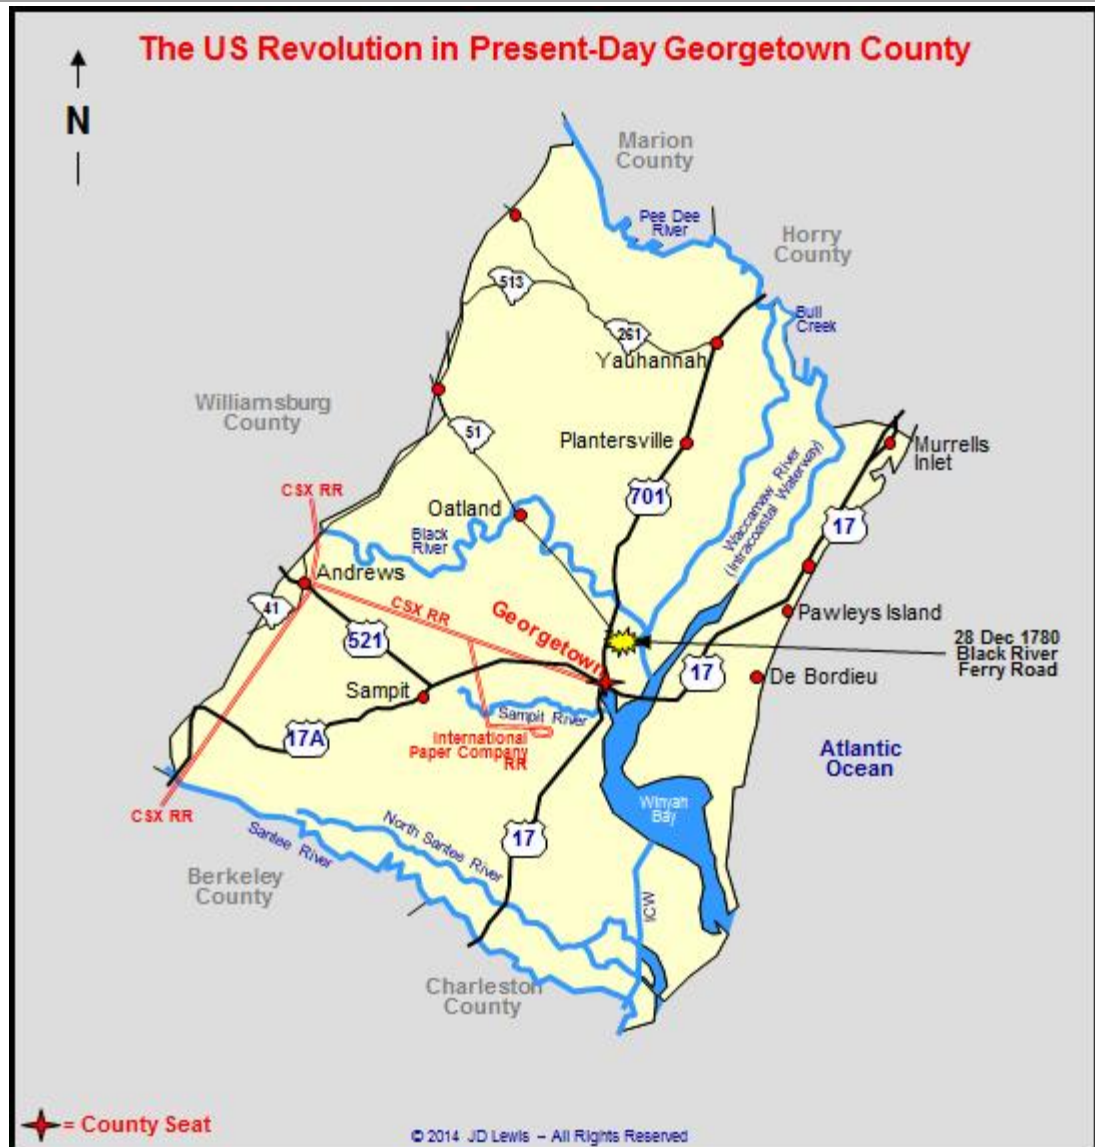 The US Revolution in Present-Day Georgetown County
N
Marion
County
Pee Dee
River
Horry
County
513
Bull
Creek
261
Yauhannah
Williamsburg
County
51
Plantersville
Murrells
Inlet
Waccamaw River
(Intracoastal Waterway)
CSX RR
701
Oatland
17
Black
River
Andrews
41
CSX RR
Georgetown
Pawleys Island
521
28 Dec 1780
Black River
Ferry Road
17
De Bordieu
Sampit
Sampit River
17A
International
Paper Company
RR
Atlantic
Ocean
CSX RR
Winyah
Bay
North Santee River
Santee River
17
Berkeley
County
ICW
Charleston
County
= County Seat
© 2014 JD Lewis – All Rights Reserved